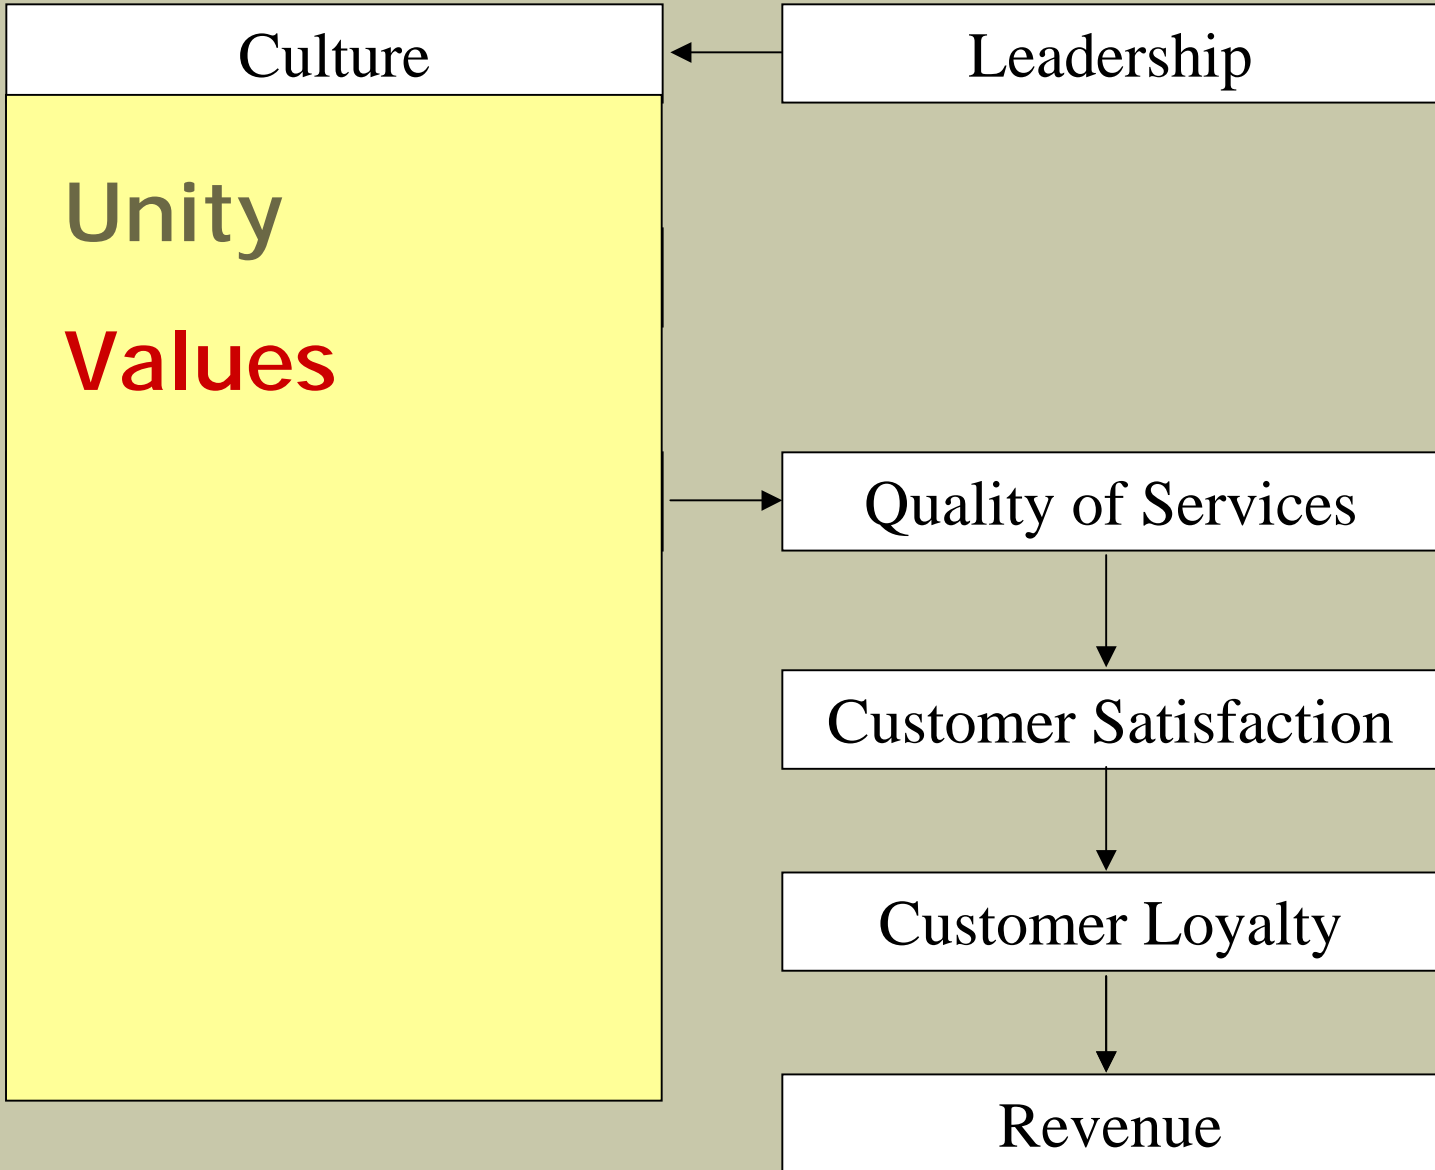 Culture
Leadership
Unity
Values
Quality of Services
Customer Satisfaction
Customer Loyalty
Revenue